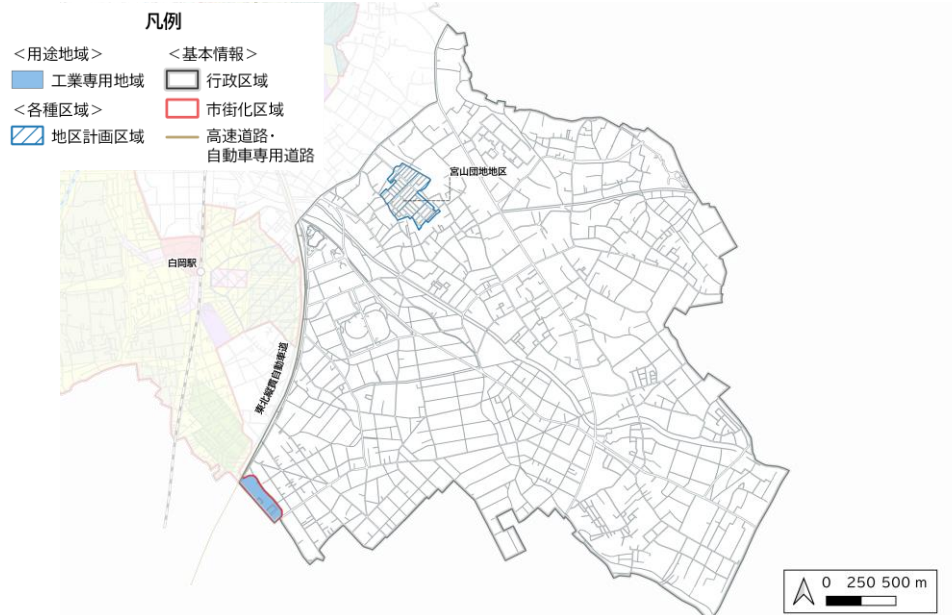 凡例
＜用途地域＞
工業専用地域
＜各種区域＞
地区計画区域
＜基本情報＞
行政区域
市街化区域
高速道路・
自動車専用道路
宮山団地地区
白岡駅
東北縦貫自動車道
0 250 500 m